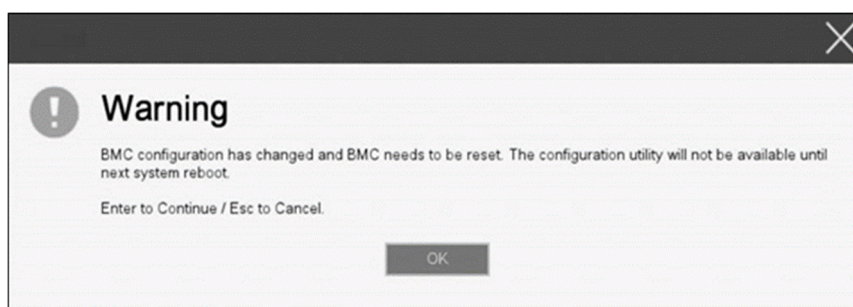 Warning
BMC configuration has changed and BMC needs to be reset. The configuration utility will not be available until
next system reboot.
Enter to Continue / Esc to Cancel.
OK